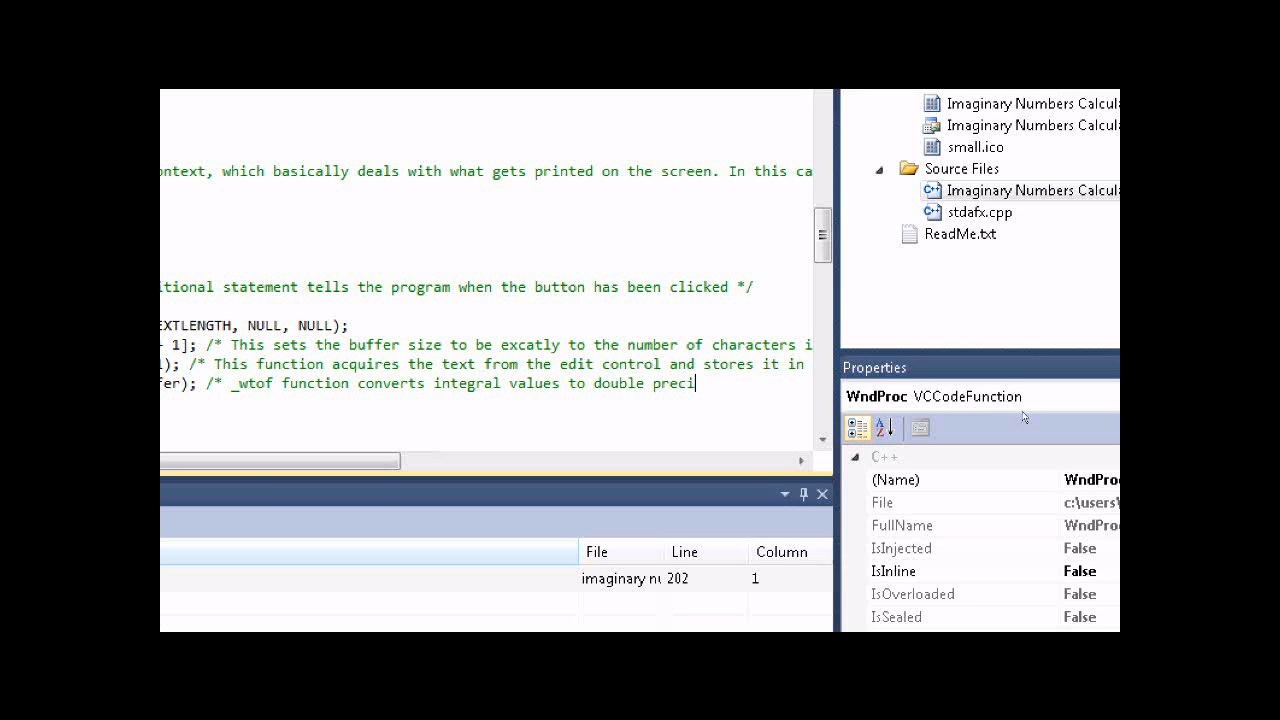 ontext, which basically deals with what gets printed on the screen. In this ca
itional statement tells the program when the button has been clicked */
EXTLENGTH, NULL, NULL);
1]; /* This sets the buffer size to be excatly to the number of characters i
); /* This function acquires the text from the edit control and stores it in
fer); /* _wtof function converts integral values to double preci
Imaginary Numbers Calcul
Imaginary Numbers Calcul
small.ico
Source Files
Imaginary Numbers Calcul
stdafx.cpp
ReadMe.txt
Properties
WndProc VCCodeFunction
C++
(Name) WndProc
File c:\users\
FullName WndProc
IsInjected False
IsInline False
IsOverloaded False
IsSealed False
File Line Column
imaginary nu 202 1